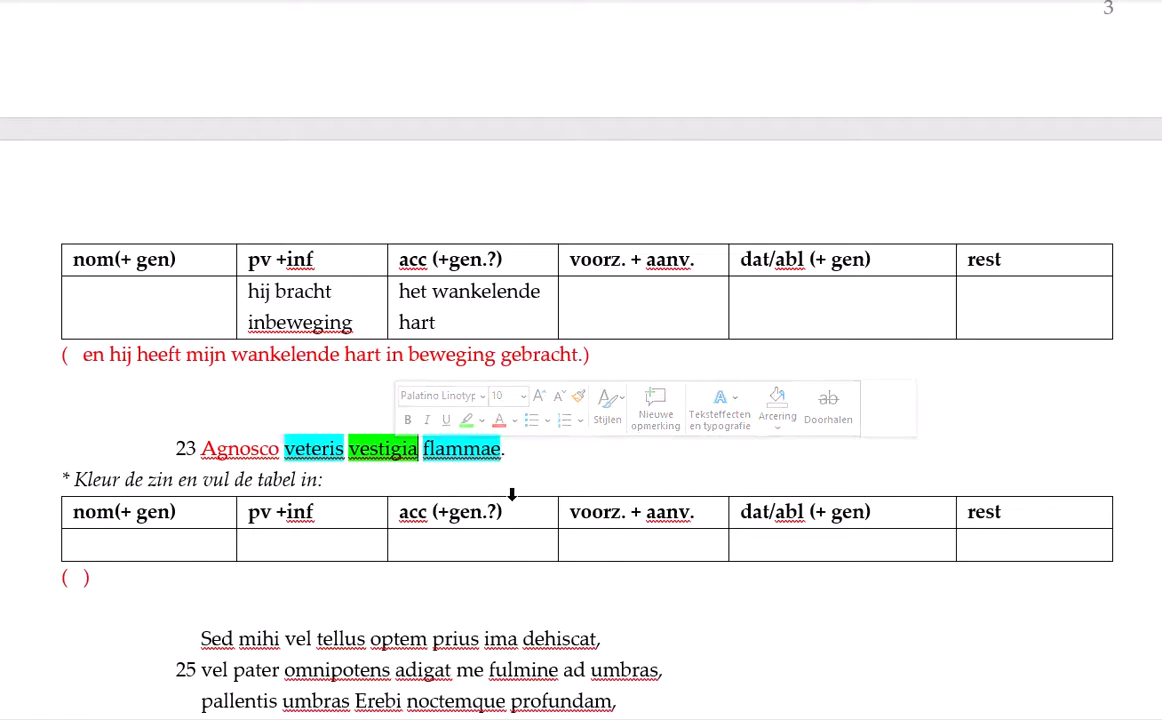 3
nom(+ gen) pv +inf acc (+gen.?) voorz. + aanv. dat/abl (+ gen) rest
hij bracht het wankelende
inbeweging hart
( en hij heeft mijn wankelende hart in beweging gebracht.)
Palatino Linotyp 10 A A
B I U A Stijlen Nieuwe opmerking Teksteffecten en typografie Arcering Doorhalen
23 Agnosco veteris vestigia flammae.
* Kleur de zin en vul de tabel in:
nom(+ gen) pv +inf acc (+gen.?) voorz. + aanv. dat/abl (+ gen) rest
( )
Sed mihi vel tellus optem prius ima dehiscat,
25 vel pater omnipotens adigat me fulmine ad umbras,
pallentis umbras Erebi noctemque profundam,